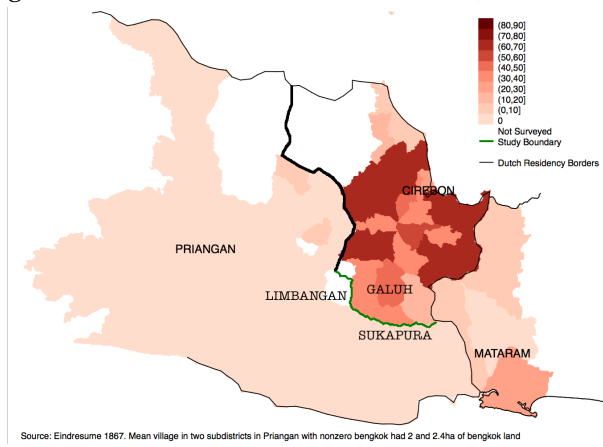 (80,90]
(70,80]
(60,70]
(50,60]
(40,50]
(30,40]
(20,30]
(10,20]
(0,10]
0
Not Surveyed
Study Boundary
Dutch Residency Borders
CIREBON
PRIANGAN
LIMBANGAN
GALUH
SUKAPURA
MATARAM
Source: Eindresume 1867. Mean village in two subdistricts in Priangan with nonzero bengkok had 2 and 2.4ha of bengkok land